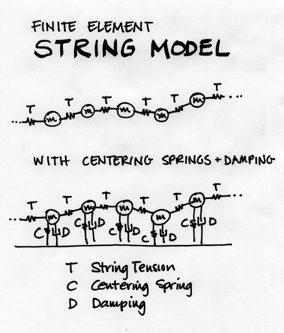 FINITE ELEMENT
STRING MODEL
T T T T T T
m m m m m
WITH CENTERING SPRINGS + DAMPING
T T T T T T
m m m m m
C D C D C D C D C D
T String Tension
C Centering Spring
D Damping